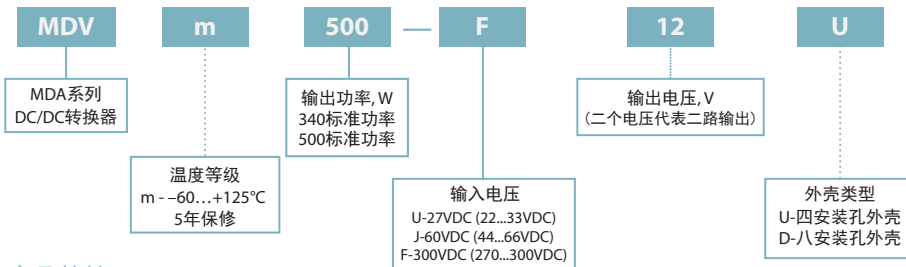 MDV m 500 — F 12 U
MDA系列
DC/DC转换器
温度等级
m - –60…+125℃
5年保修
输出功率, W
340标准功率
500标准功率
输入电压
U-27VDC (22...33VDC)
J-60VDC (44...66VDC)
F-300VDC (270...300VDC)
输出电压, V
(二个电压代表二路输出)
外壳类型
U-四安装孔外壳
D-八安装孔外壳